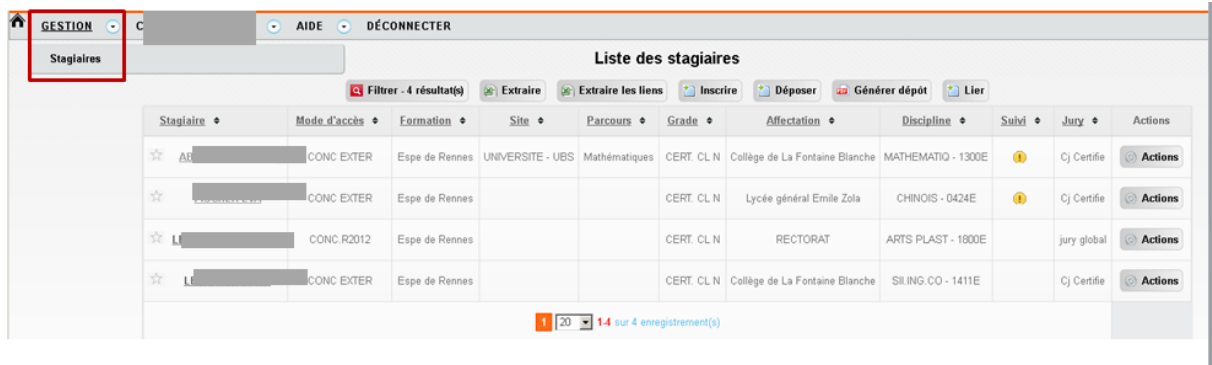 GESTION C AIDE DÉCONNECTER
Stagiaires
Liste des stagiaires
Filtrer - 4 résultat(s) Extraire Extraire les liens Inscrire Déposer Générer dépôt Lier
Stagiaire Mode d'accès Formation Site Parcours Grade Affectation Discipline Suivi Jury Actions
CONC EXTER Espe de Rennes UNIVERSITE - UBS Mathématiques CERT. CL N Collège de La Fontaine Blanche MATHEMATIQ - 1300E Cj Certifie Actions
CONC EXTER Espe de Rennes CERT. CL N Lycée général Emile Zola CHINOIS - 0424E Cj Certifie Actions
CONC.R2012 Espe de Rennes CERT. CL N RECTORAT ARTS PLAST - 1800E jury global Actions
CONC EXTER Espe de Rennes CERT. CL N Collège de La Fontaine Blanche SII.ING.CO - 1411E Cj Certifie Actions
1 20 1-4 sur 4 enregistrement(s)